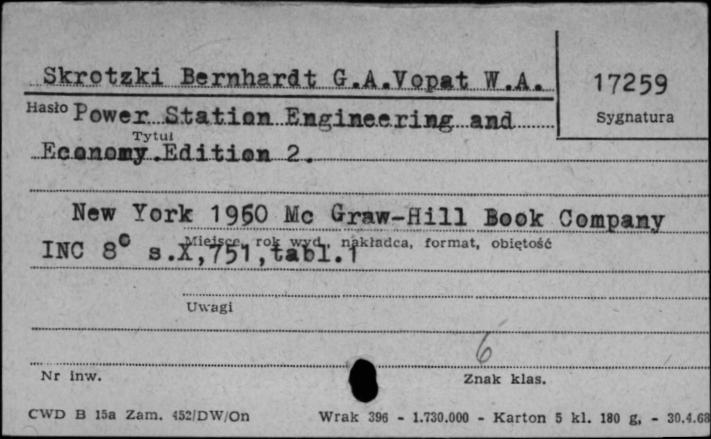 Skrotzki Bernhardt G.A.Vopat W.A.
17259
Hasło
Sygnatura
Power Station Engineering and
Tytuł
Economy.Edition 2.
New York 1950 Mc Graw-Hill Book Company
Miejsce, rok wyd., nakładca, format, obiętość
INC 8° s.X,751,tabl.1
Uwagi
6
Nr inw.
Znak klas.
CWD B 15a Zam. 452/DW/On Wrak 396 - 1.730.000 - Karton 5 kl. 180 g, - 30.4.68